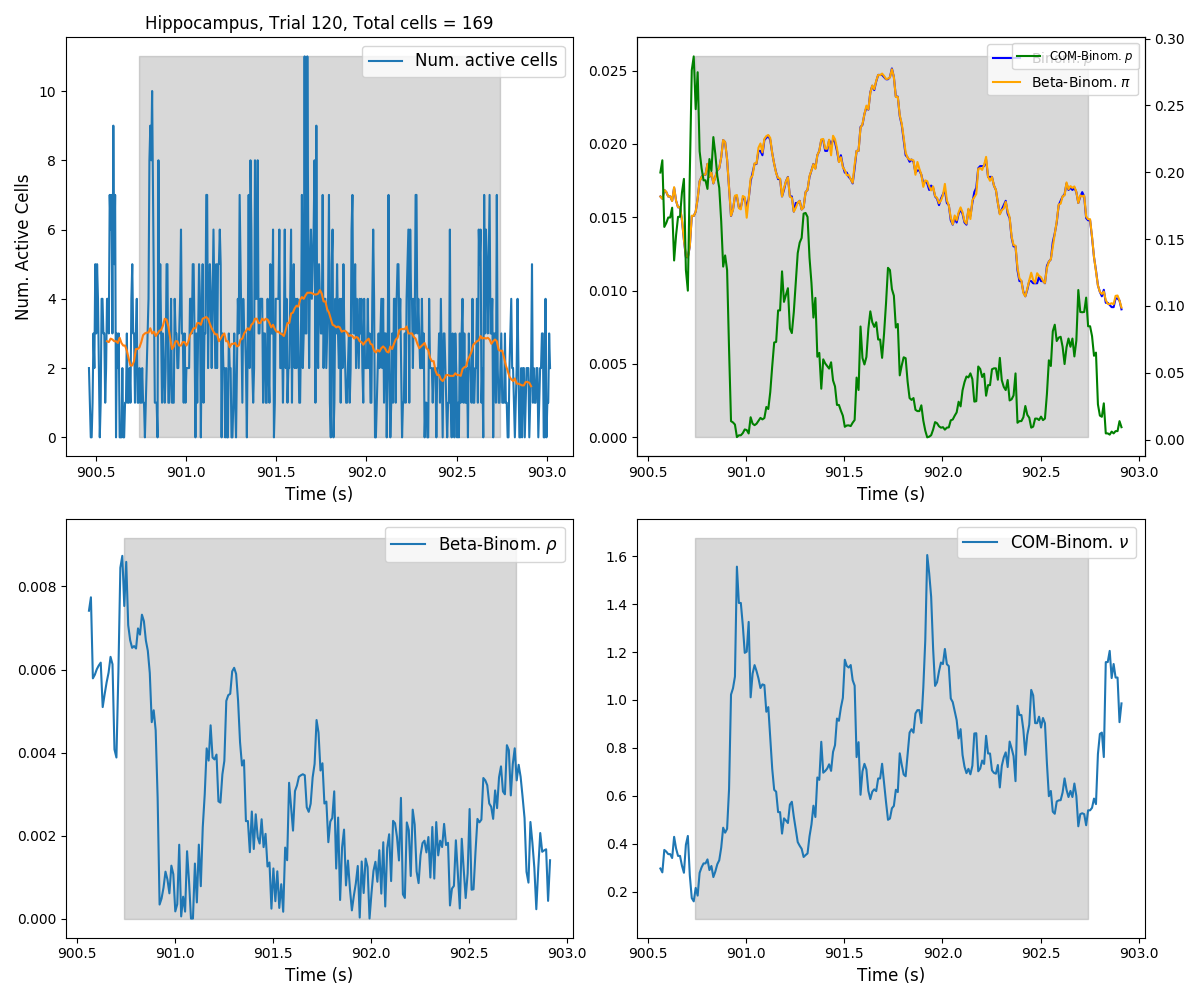 Hippocampus, Trial 120, Total cells = 169
Num. active cells
Num. Active Cells
10
8
6
4
2
0
900.5 901.0 901.5 902.0 902.5 903.0
Time (s)
COM-Binom. p
Beta-Binom. π
0.025
0.020
0.015
0.010
0.005
0.000
0.30
0.25
0.20
0.15
0.10
0.05
0.00
900.5 901.0 901.5 902.0 902.5 903.0
Time (s)
Beta-Binom. ρ
0.008
0.006
0.004
0.002
0.000
900.5 901.0 901.5 902.0 902.5 903.0
Time (s)
COM-Binom. ν
1.6
1.4
1.2
1.0
0.8
0.6
0.4
0.2
900.5 901.0 901.5 902.0 902.5 903.0
Time (s)